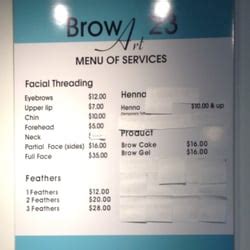 Brow Art 23
MENU OF SERVICES
Facial Threading
Eyebrows $12.00
Upper lip $7.00
Chin $10.00
Forehead $5.00
Neck
Partial Face (sides) $16.00
Full Face $35.00
Feathers
1 Feathers $12.00
2 Feathers $20.00
3 Feathers $28.00
Henna
Henna $10.00 & up
Product
Brow Cake $16.00
Brow Gel $16.00